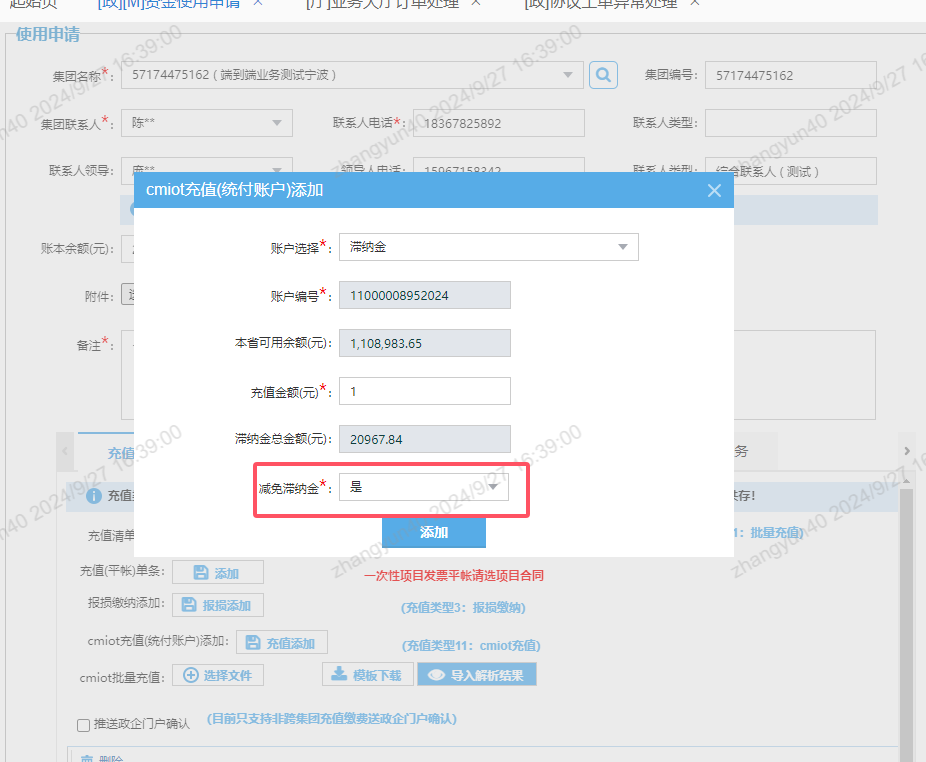 起始页 [政][M]资金使用申请 × [厅]业务大厅订单处理 × [政]协议工单异常处理 ×
使用申请
集团名称*: 57174475162 ( 端到端业务测试宁波 ) 集团编号: 57174475162
集团联系人*: 陈** 联系人电话*: 18367825892 联系人类型:
联系人领导: 领导人电话: 15967158342 联系人类型: 综合联系人 ( 测试 )
cmiot充值(统付账户)添加
账户选择*: 滞纳金
账本余额(元):
账户编号*: 11000008952024
附件:
本省可用余额(元): 1,108,983.65
备注*:
充值金额(元)*: 1
滞纳金总金额(元): 20967.84
充值 务
减免滞纳金*: 是
充值 存!
添加
充值清单 1: 批量充值)
充值(平帐)单条: 添加 一次性项目发票平帐请选项目合同
报损缴纳添加: 报损添加 (充值类型3: 报损缴纳)
cmiot充值(统付账户)添加: 充值添加 (充值类型11: cmiot充值)
cmiot批量充值: 选择文件 模板下载 导入解析结果
推送政企门户确认 (目前只支持非跨集团充值缴费送政企门户确认)
删除
zhangyun40 2024/9/27 16:39:00